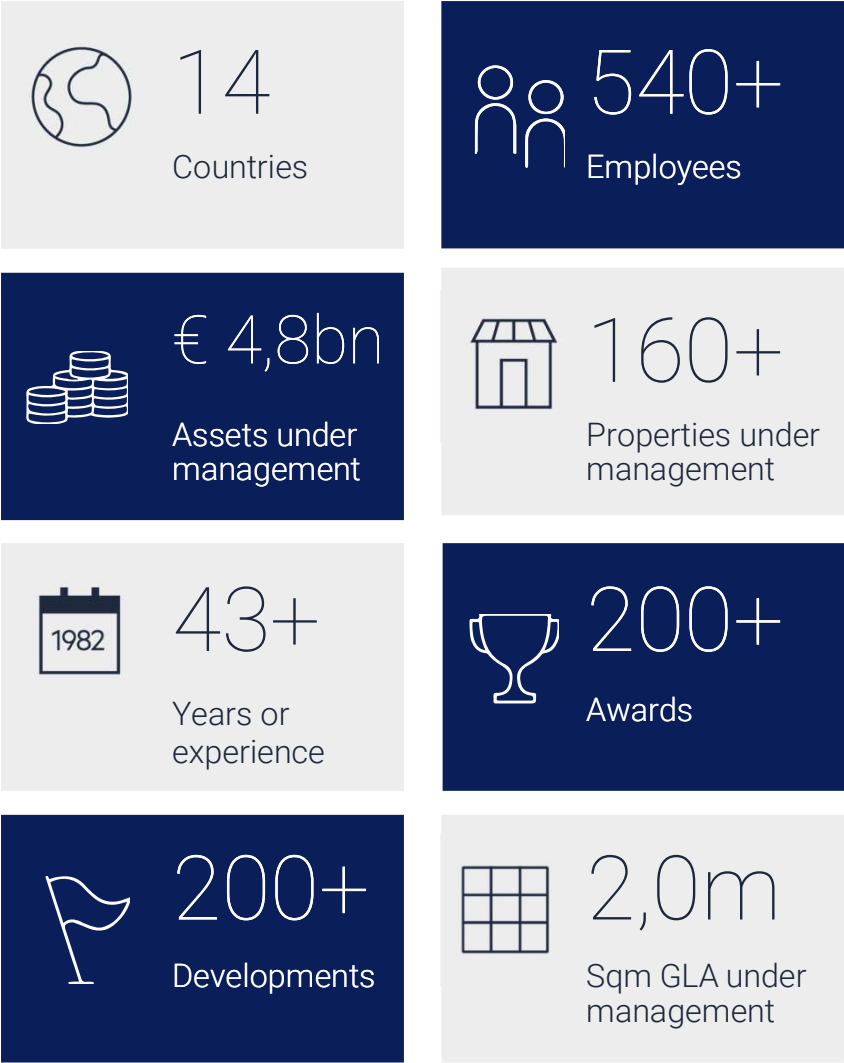 14
Countries
540+
Employees
€ 4,8bn
Assets under
management
160+
Properties under
management
1982
43+
Years or
experience
200+
Awards
200+
Developments
2,0m
Sqm GLA under
management